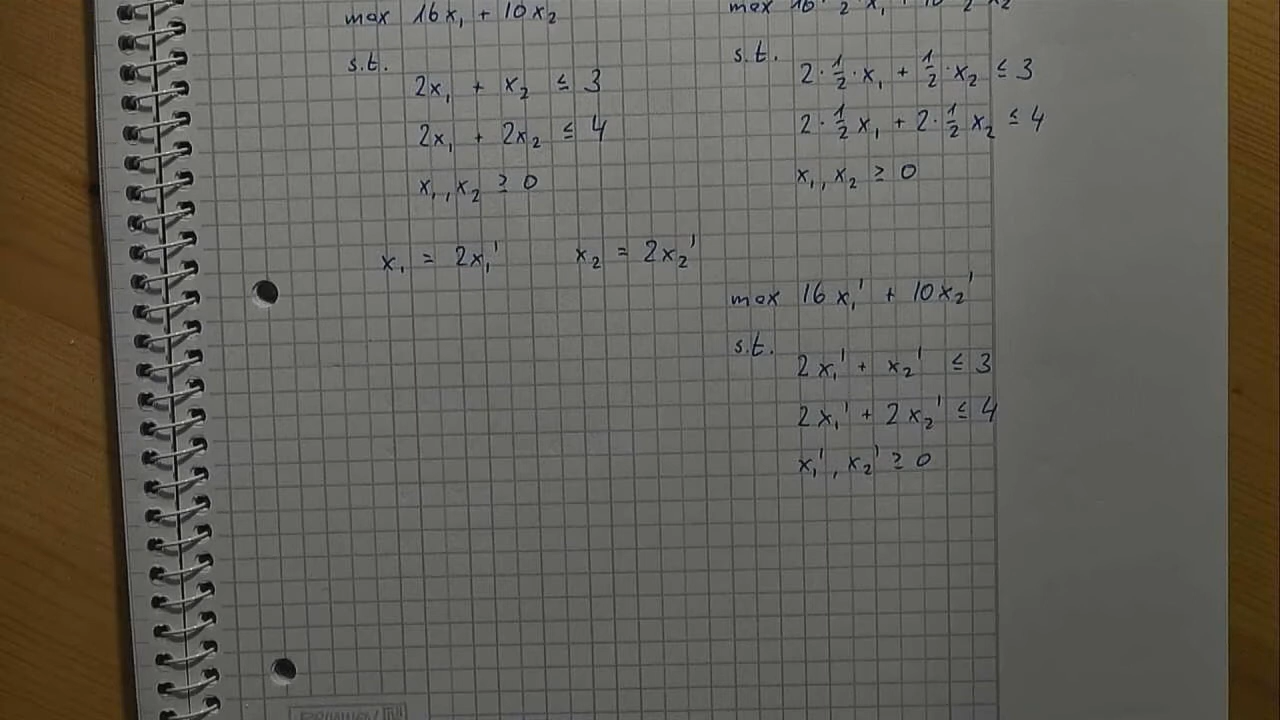 max 16x₁ + 10x₂
s.t.
2x₁ + x₂ ≤ 3
2x₁ + 2x₂ ≤ 4
x₁, x₂ ≥ 0
x₁ = 2x₁' x₂ = 2x₂'
s.t.
2 · 1/2 · x₁ + 1/2 · x₂ ≤ 3
2 · 1/2 x₁ + 2 · 1/2 x₂ ≤ 4
x₁, x₂ ≥ 0
max 16x₁' + 10x₂'
s.t.
2x₁' + x₂' ≤ 3
2x₁' + 2x₂' ≤ 4
x₁', x₂' ≥ 0